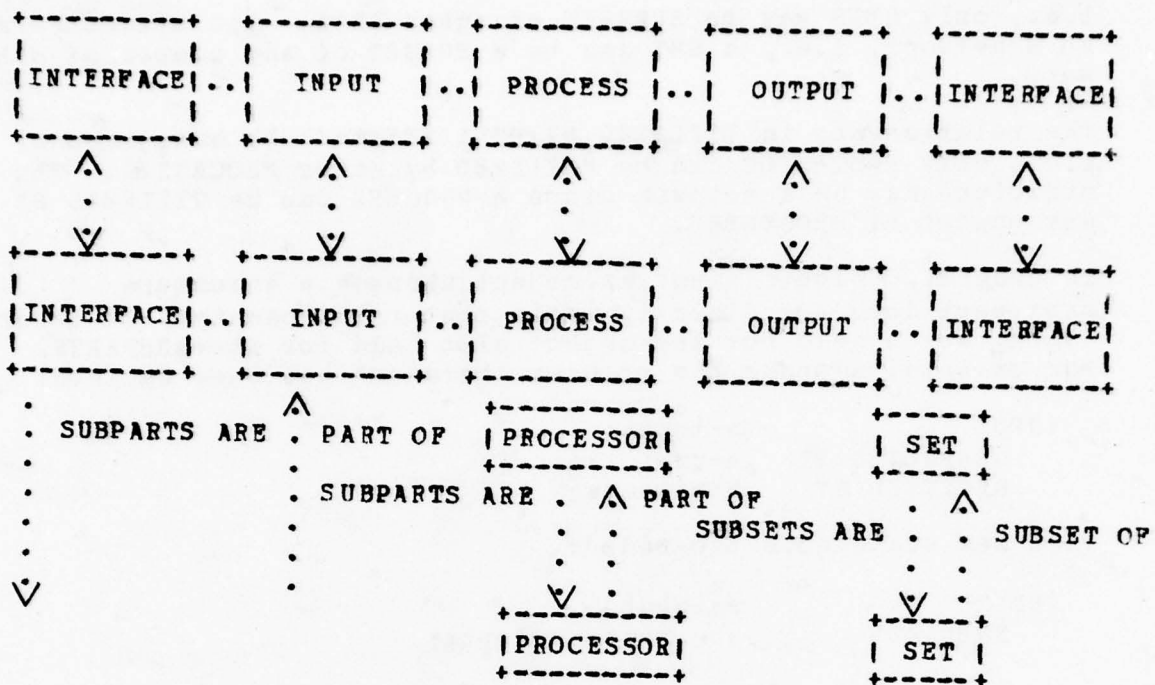 INTERFACE .. INPUT .. PROCESS .. OUTPUT .. INTERFACE
INTERFACE .. INPUT .. PROCESS .. OUTPUT .. INTERFACE
SUBPARTS ARE PART OF PROCESSOR SET
SUBPARTS ARE PART OF
SUBSETS ARE SUBSET OF
PROCESSOR SET